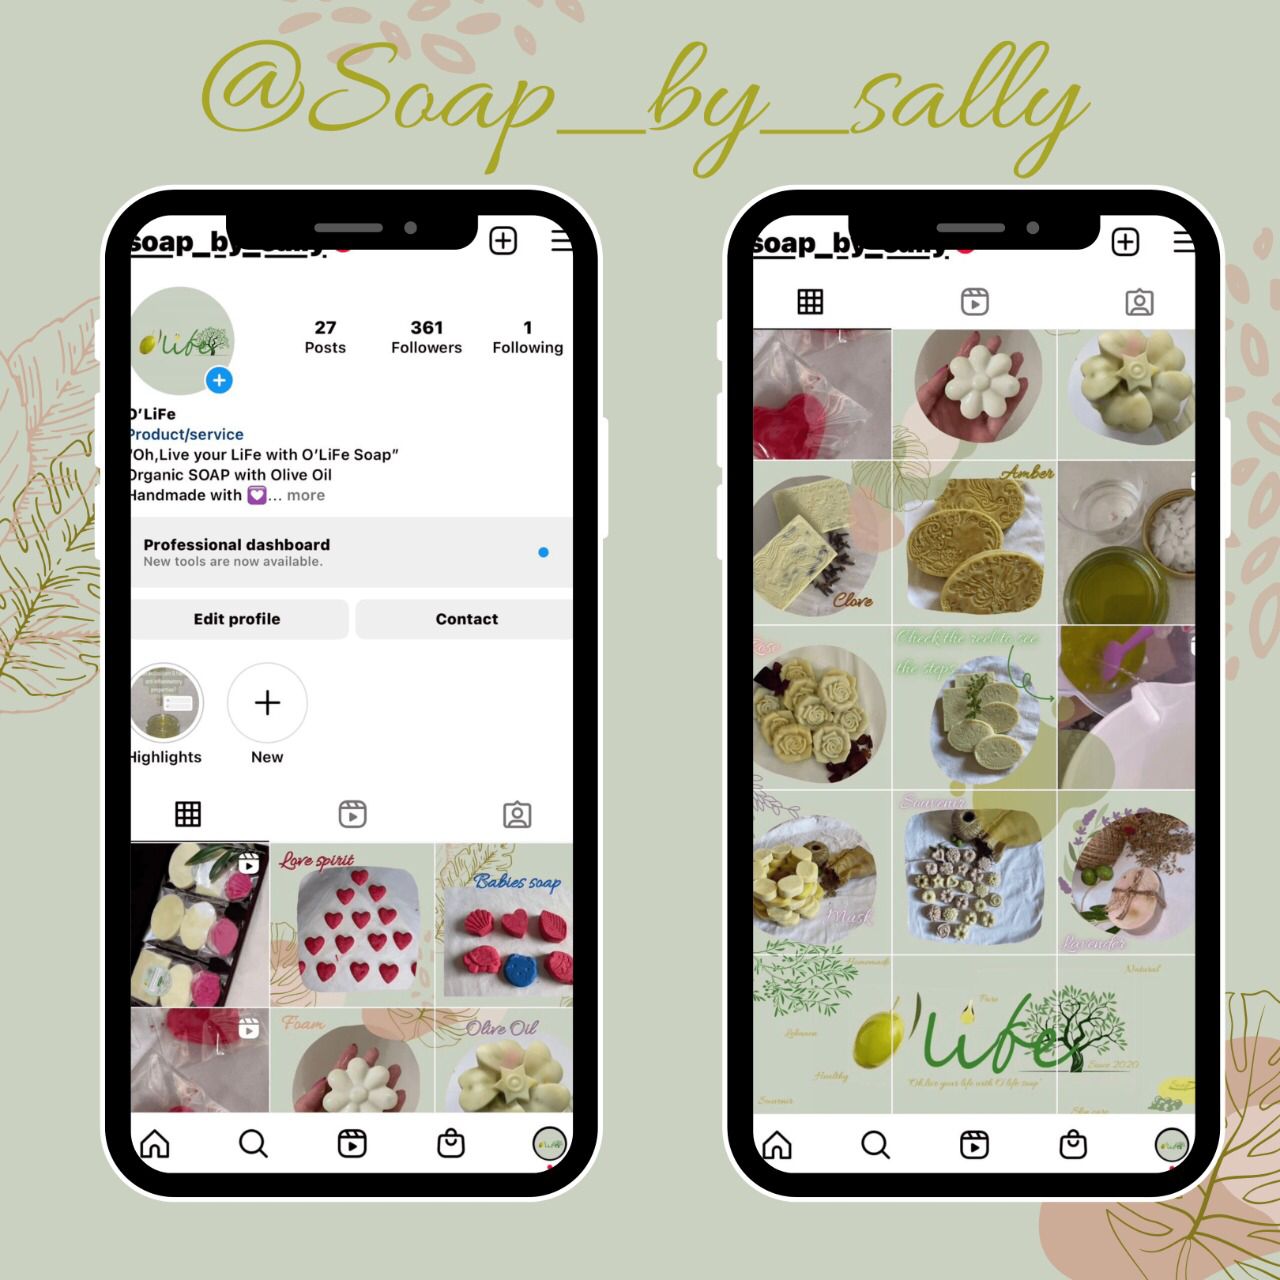 @Soap_by_sally
soap_by_sally
27
361
1
Posts
Followers
Following
O'LiFe
Product/service
"Oh,Live your LiFe with O'LiFe Soap"
Organic SOAP with Olive Oil
Handmade with 💟... more
Professional dashboard
New tools are now available.
Edit profile
Contact
Highlights
New
Love spirit
Babies soap
Foam
Olive Oil
soap_by_sally
Amber
Clove
Rose
Check the reel to see
the steps
Souvenir
Mask
Lavender
Homemade
Natural
Pure
O'Life
Lebanon
Since 2020
Healthy
"Oh,live your life with O life soap"
Souvenir
Skin care